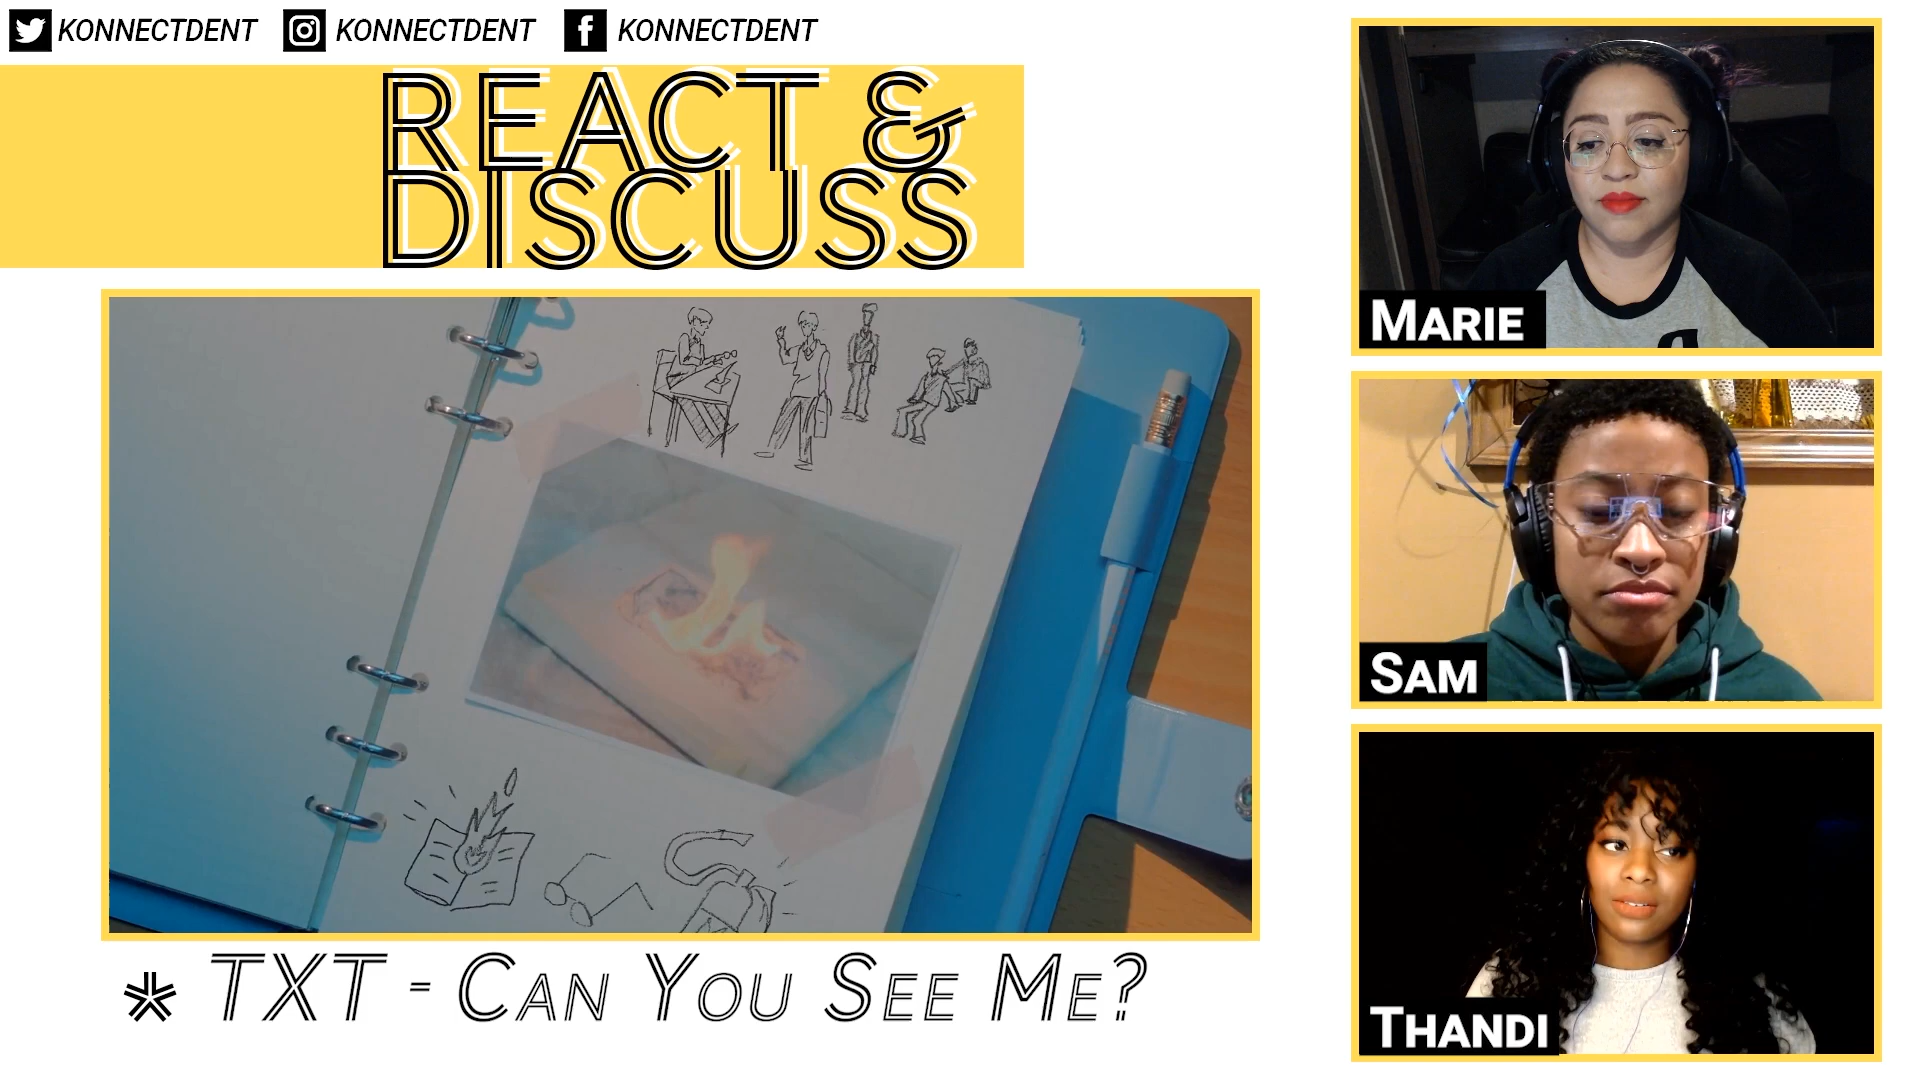 KONNECTDENT KONNECTDENT KONNECTDENT
REACT &
DISCUSS
* TXT - CAN YOU SEE ME?
MARIE
SAM
THANDI